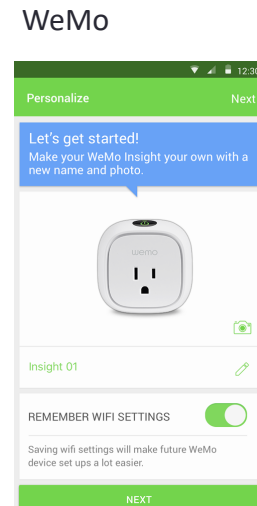 WeMo
12:30
Personalize Next
Let's get started!
Make your WeMo Insight your own with a
new name and photo.
wemo
Insight 01
REMEMBER WIFI SETTINGS
Saving wifi settings will make future WeMo
device set ups a lot easier.
NEXT